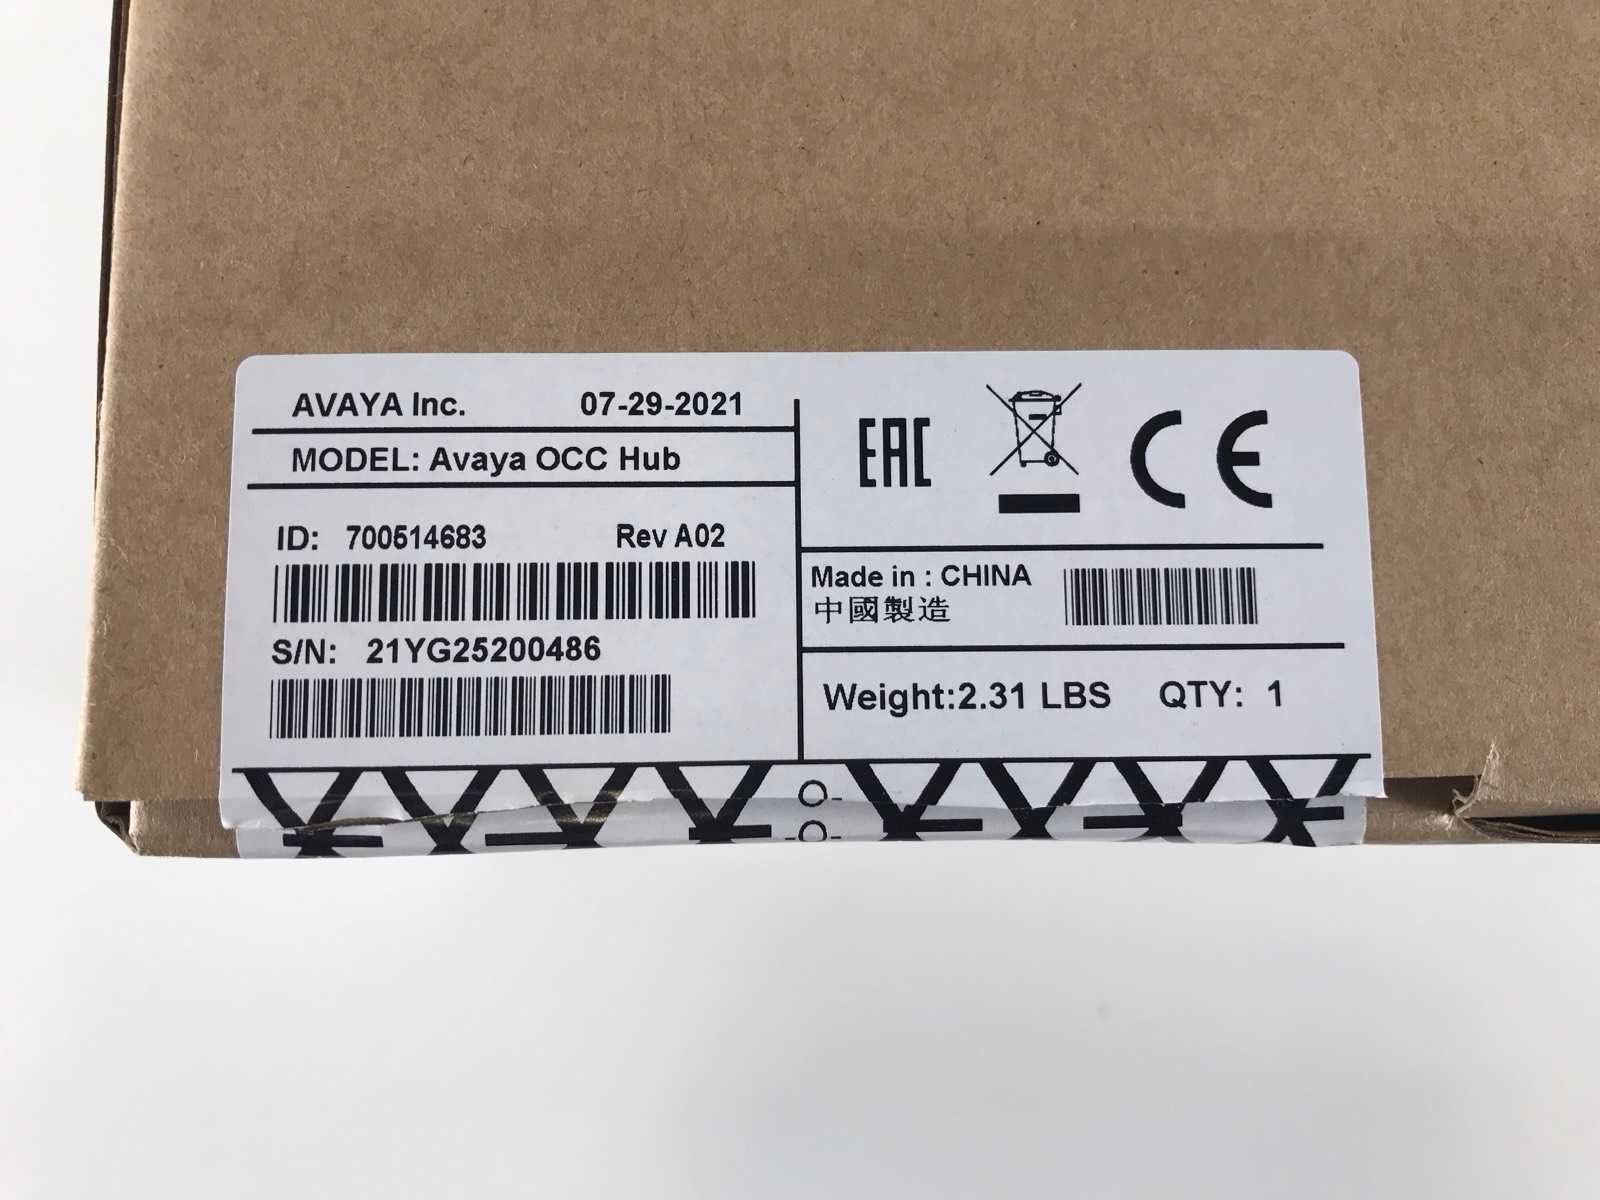 AVAYA Inc. 07-29-2021
MODEL: Avaya OCC Hub
ID: 700514683 Rev A02
S/N: 21YG25200486
EAC CE
Made in : CHINA
中國製造
Weight:2.31 LBS QTY: 1